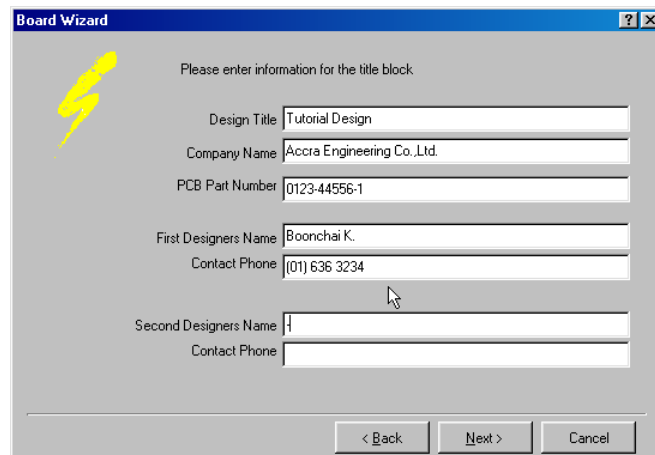 Board Wizard
Please enter information for the title block
Design Title Tutorial Design
Company Name Accra Engineering Co.,Ltd.
PCB Part Number 0123-44556-1
First Designers Name Boonchai K.
Contact Phone (01) 636 3234
Second Designers Name -
Contact Phone
< Back Next > Cancel